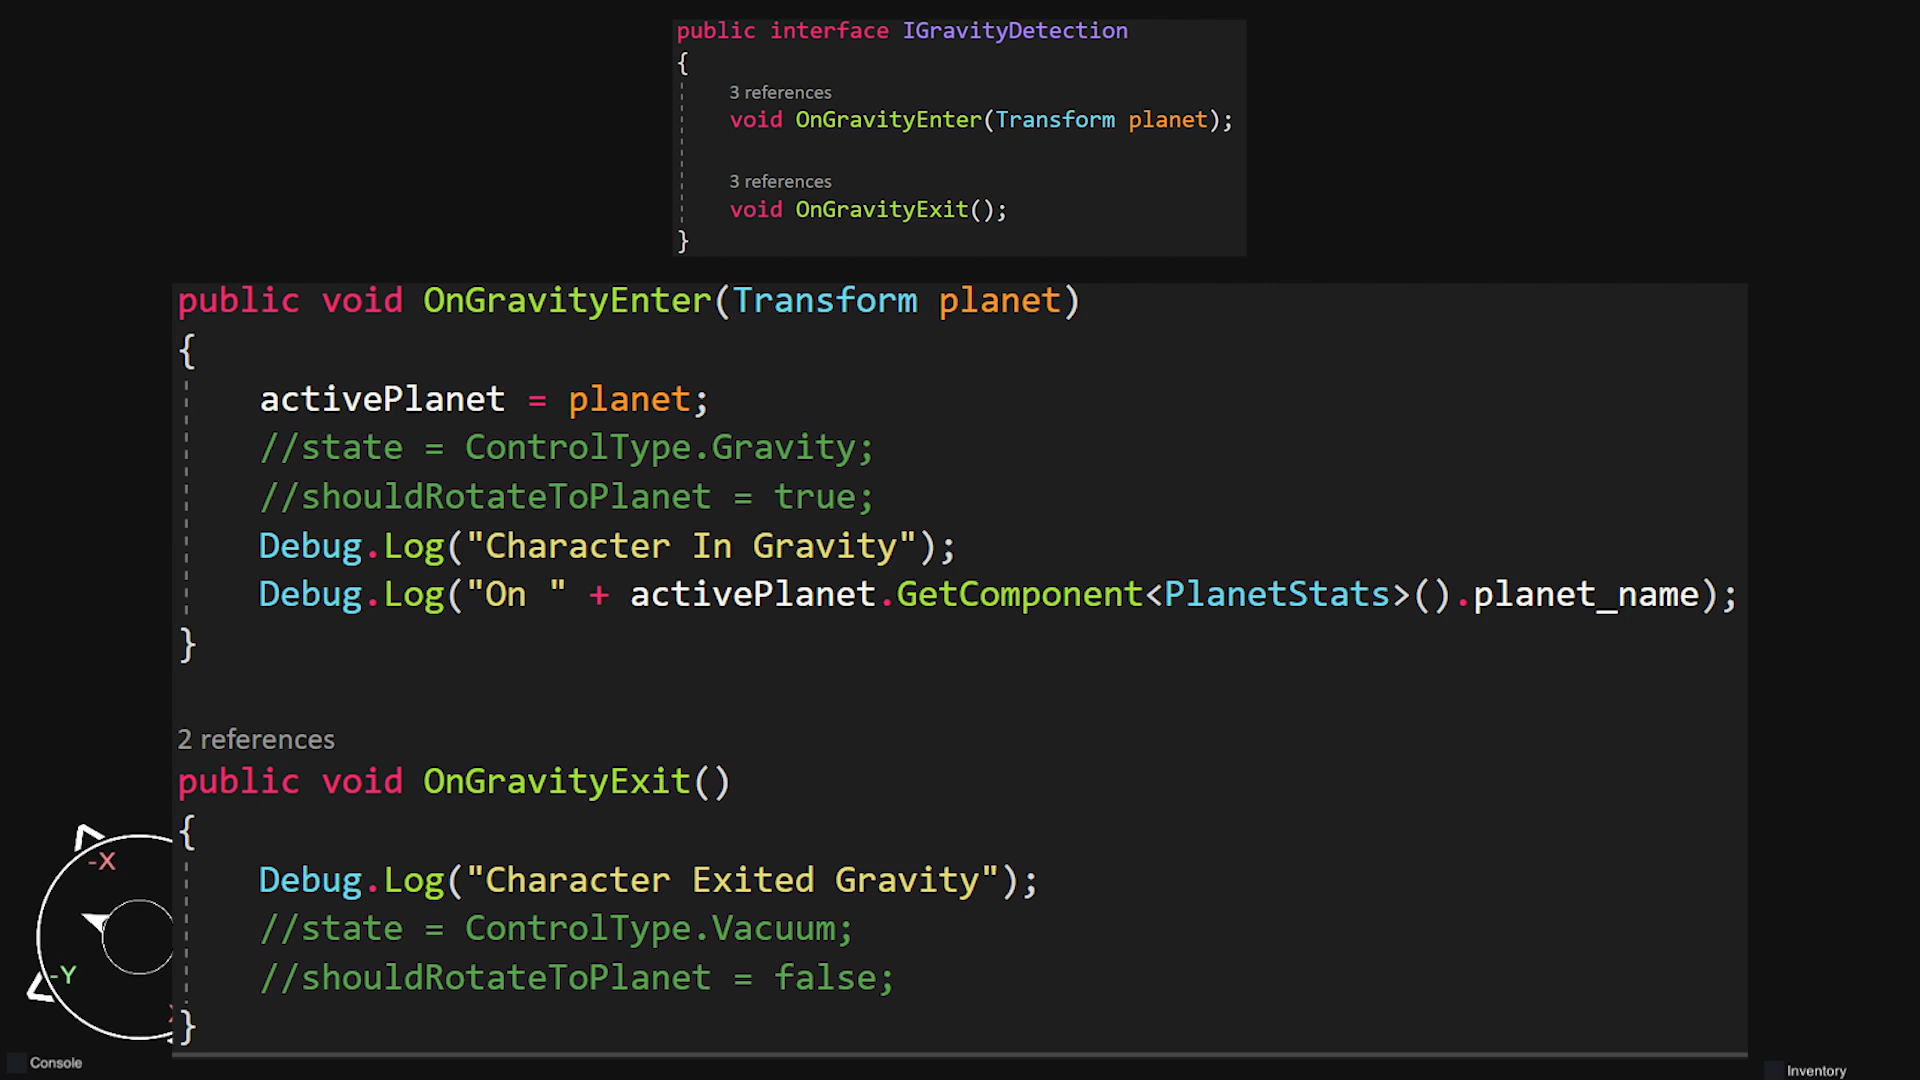 public interface IGravityDetection
{
3 references
void OnGravityEnter(Transform planet);
3 references
void OnGravityExit();
}
public void OnGravityEnter(Transform planet)
{
activePlanet = planet;
//state = ControlType.Gravity;
//shouldRotateToPlanet = true;
Debug.Log("Character In Gravity");
Debug.Log("On " + activePlanet.GetComponent<PlanetStats>().planet_name);
}
2 references
public void OnGravityExit()
{
Debug.Log("Character Exited Gravity");
//state = ControlType.Vacuum;
//shouldRotateToPlanet = false;
}
-X
-Y
Console
Inventory